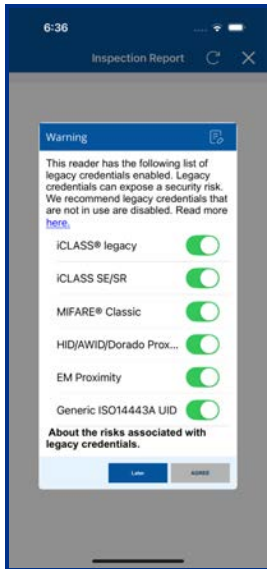 6:36
Inspection Report
Warning
This reader has the following list of
legacy credentials enabled. Legacy
credentials can expose a security risk.
We recommend legacy credentials that
are not in use are disabled. Read more
here.
iCLASS® legacy
iCLASS SE/SR
MIFARE® Classic
HID/AWID/Dorado Prox...
EM Proximity
Generic ISO14443A UID
About the risks associated with
legacy credentials.
Later AGREE